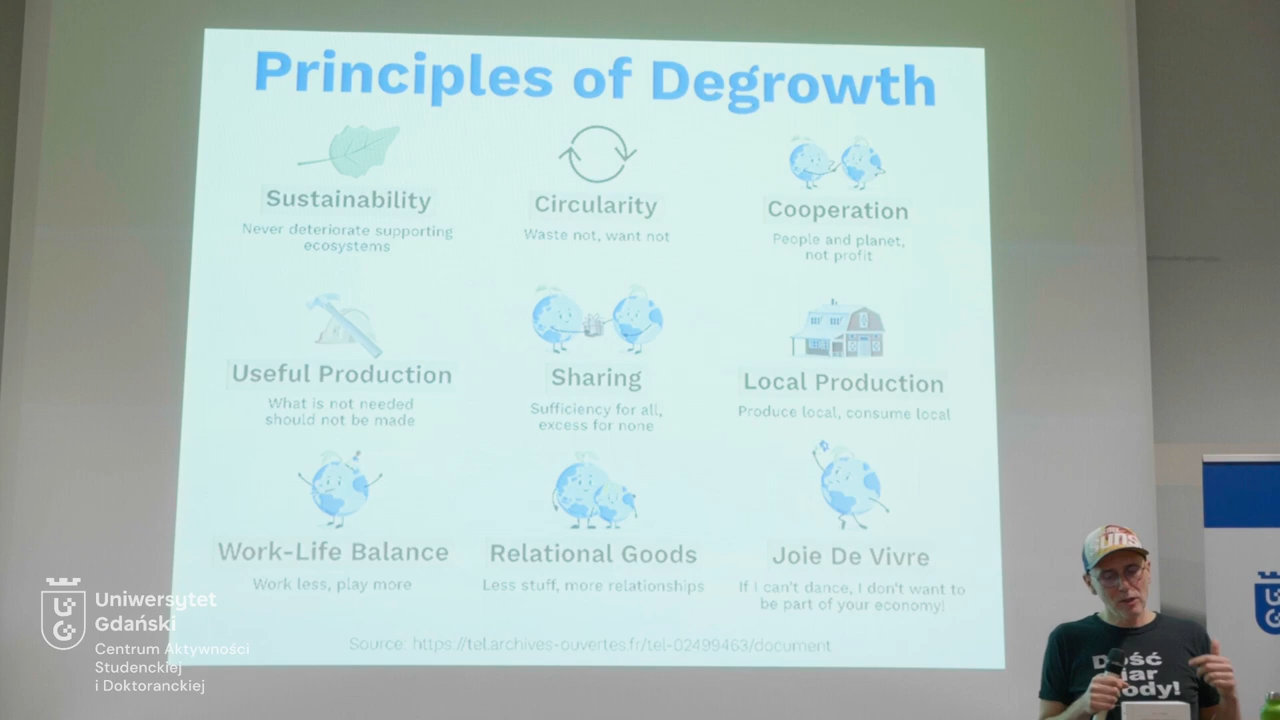 Principles of Degrowth
Sustainability
Never deteriorate supporting
ecosystems
Circularity
Waste not, want not
Cooperation
People and planet,
not profit
Useful Production
What is not needed
should not be made
Sharing
Sufficiency for all,
excess for none
Local Production
Produce local, consume local
Work-Life Balance
Work less, play more
Relational Goods
Less stuff, more relationships
Joie De Vivre
If I can't dance, I don't want to
be part of your economy!
Source: https://tel.archives-ouvertes.fr/tel-02499463/document
Uniwersytet
Gdański
Centrum Aktywności
Studenckiej
i Doktoranckiej